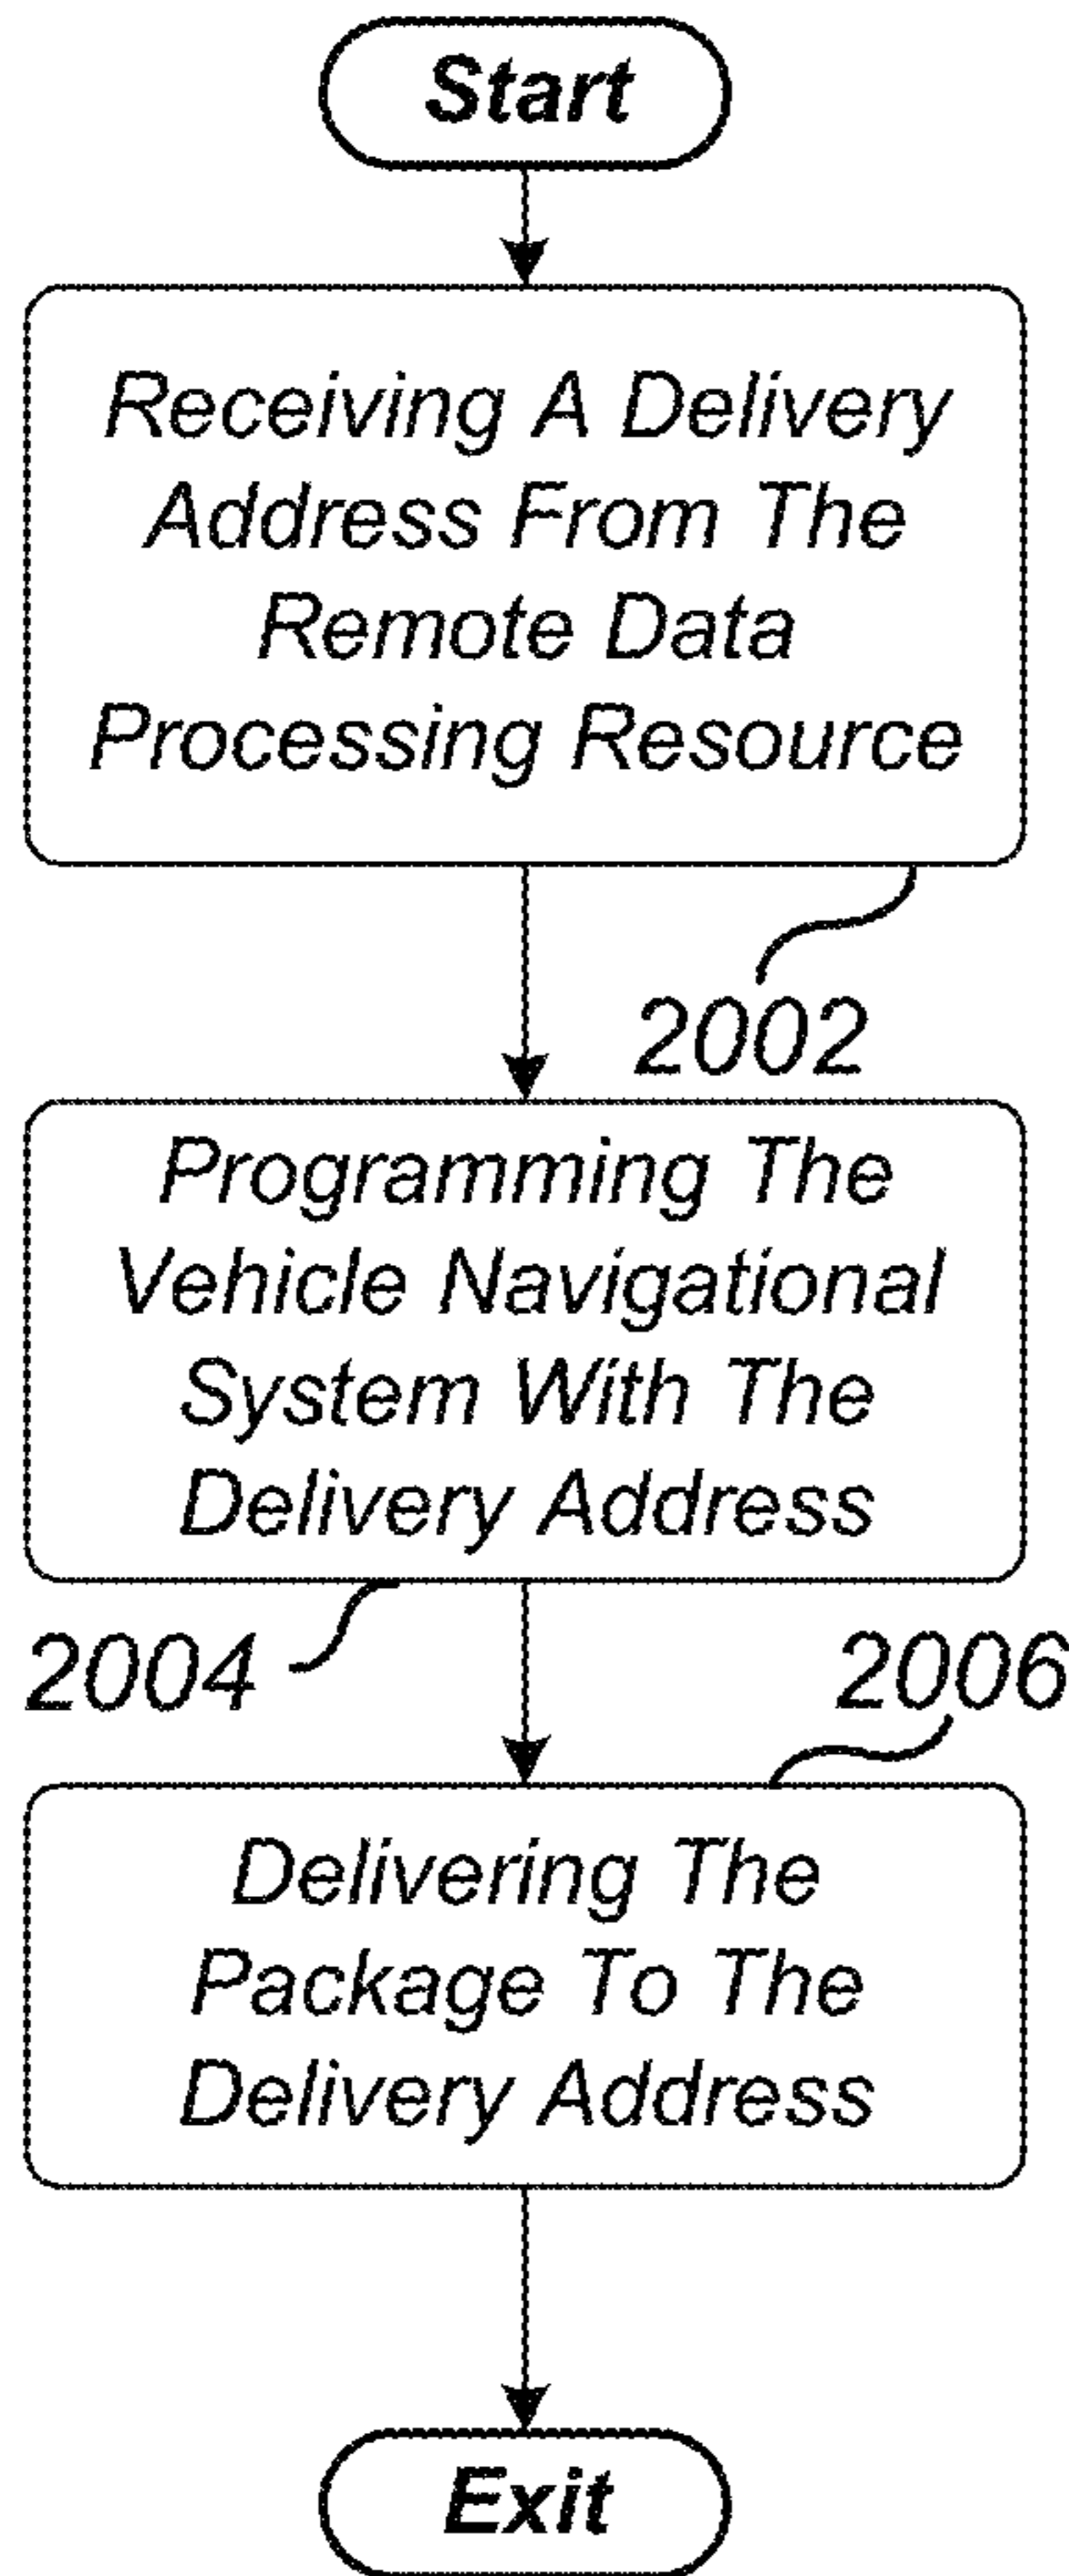 Start
Receiving A Delivery
Address From The
Remote Data
Processing Resource
2002
Programming The
Vehicle Navigational
System With The
Delivery Address
2004
2006
Delivering The
Package To The
Delivery Address
Exit